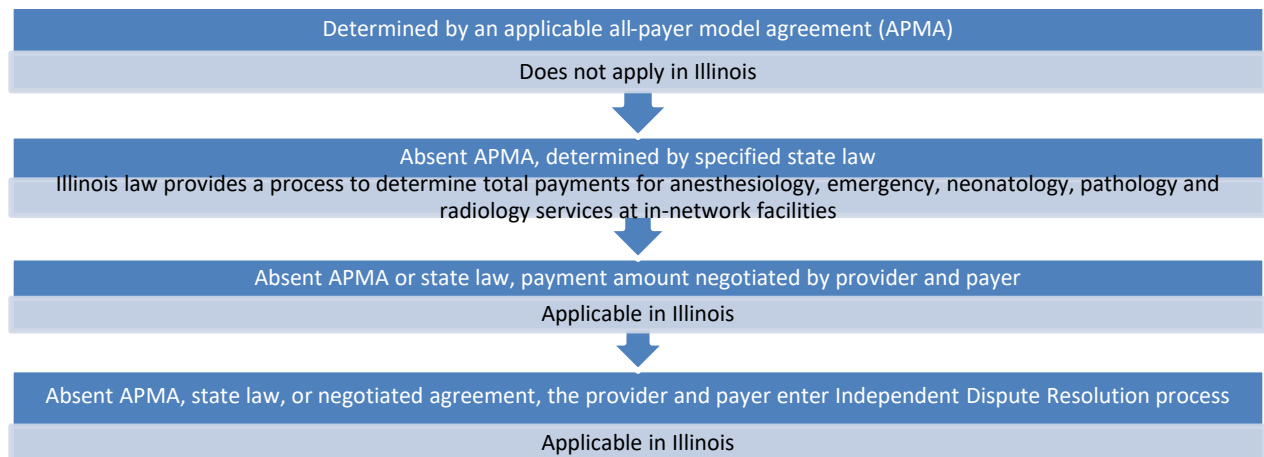 Determined by an applicable all-payer model agreement (APMA)
Does not apply in Illinois
Absent APMA, determined by specified state law
Illinois law provides a process to determine total payments for anesthesiology, emergency, neonatology, pathology and
radiology services at in-network facilities
Absent APMA or state law, payment amount negotiated by provider and payer
Applicable in Illinois
Absent APMA, state law, or negotiated agreement, the provider and payer enter Independent Dispute Resolution process
Applicable in Illinois